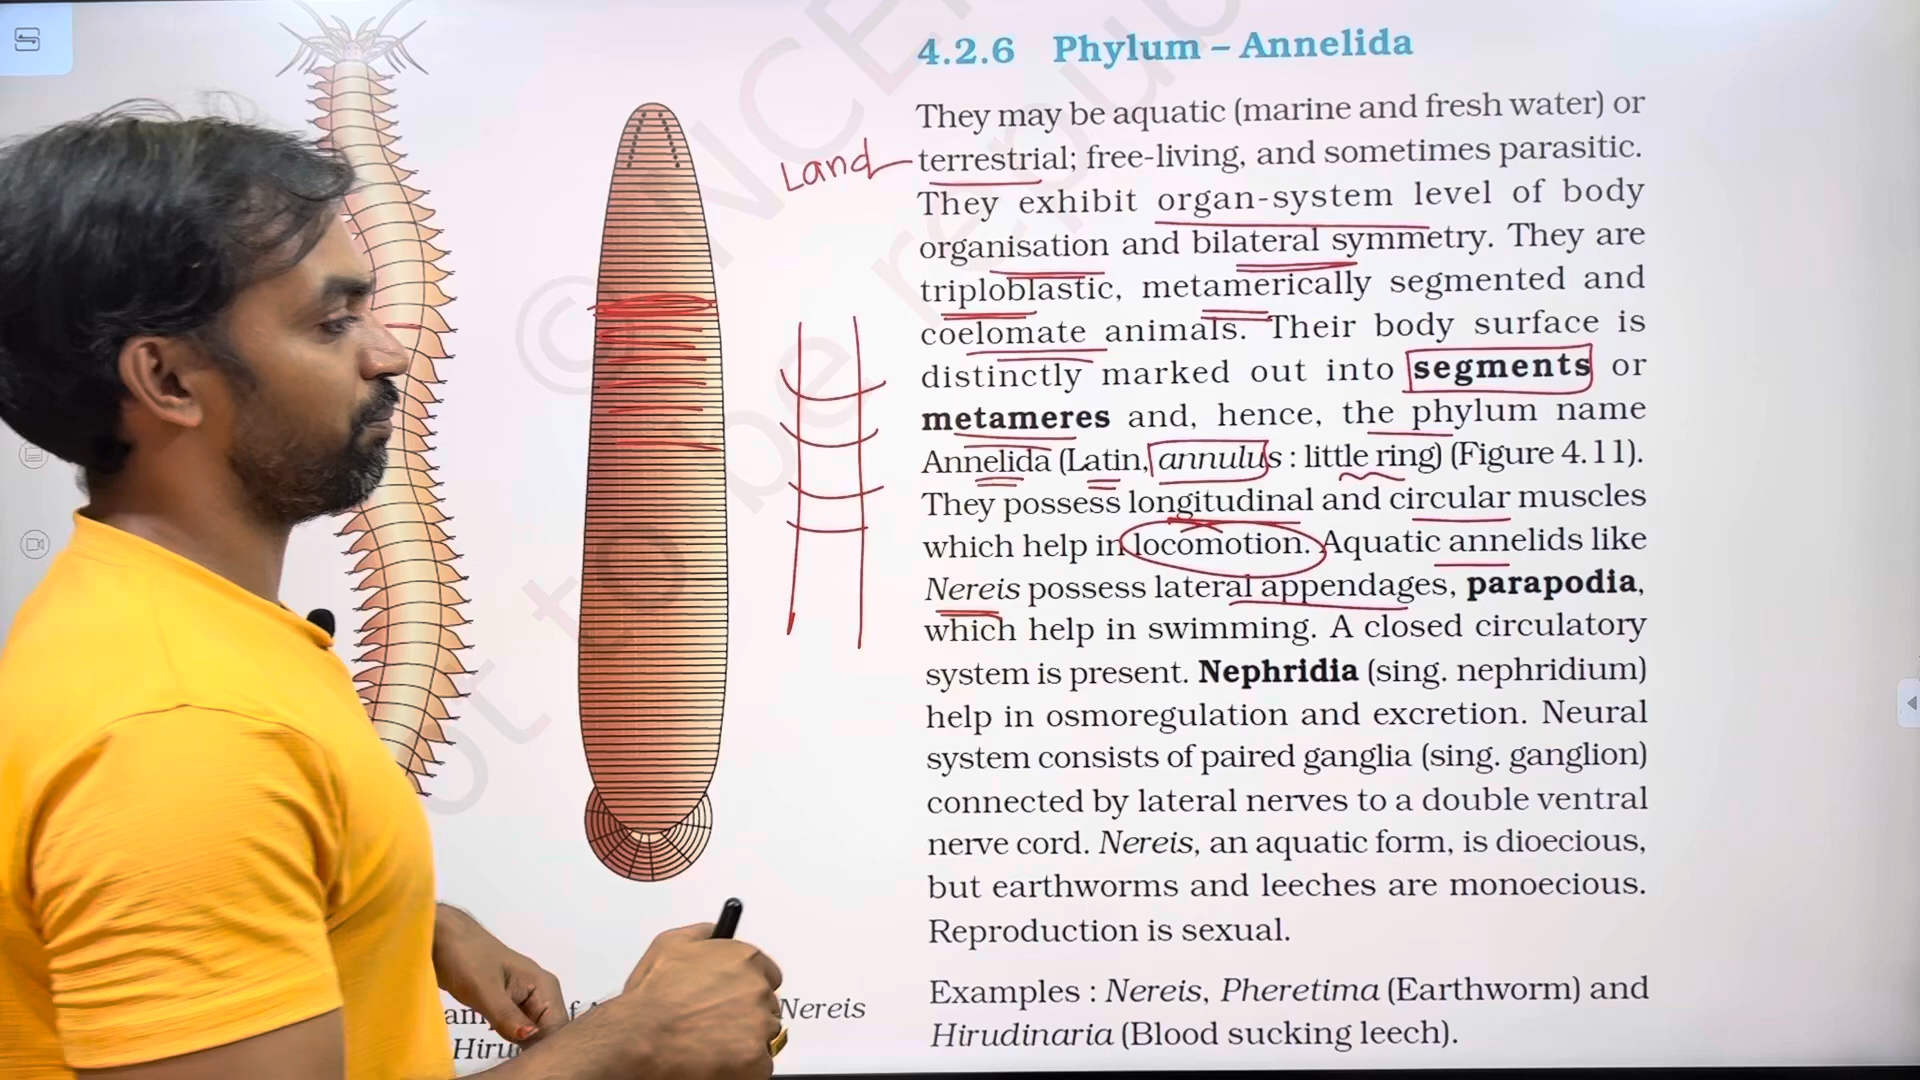 4.2.6 Phylum – Annelida
They may be aquatic (marine and fresh water) or
Land
terrestrial; free-living, and sometimes parasitic.
They exhibit organ-system level of body
organisation and bilateral symmetry. They are
triploblastic, metamerically segmented and
coelomate animals. Their body surface is
distinctly marked out into segments or
metameres and, hence, the phylum name
Annelida (Latin, annulus : little ring) (Figure 4.11).
They possess longitudinal and circular muscles
which help in locomotion. Aquatic annelids like
Nereis possess lateral appendages, parapodia,
which help in swimming. A closed circulatory
system is present. Nephridia (sing. nephridium)
help in osmoregulation and excretion. Neural
system consists of paired ganglia (sing. ganglion)
connected by lateral nerves to a double ventral
nerve cord. Nereis, an aquatic form, is dioecious,
but earthworms and leeches are monoecious.
Reproduction is sexual.
Examples : Nereis, Pheretima (Earthworm) and
Hirudinaria (Blood sucking leech).
Nereis
not to be republ
© NCE